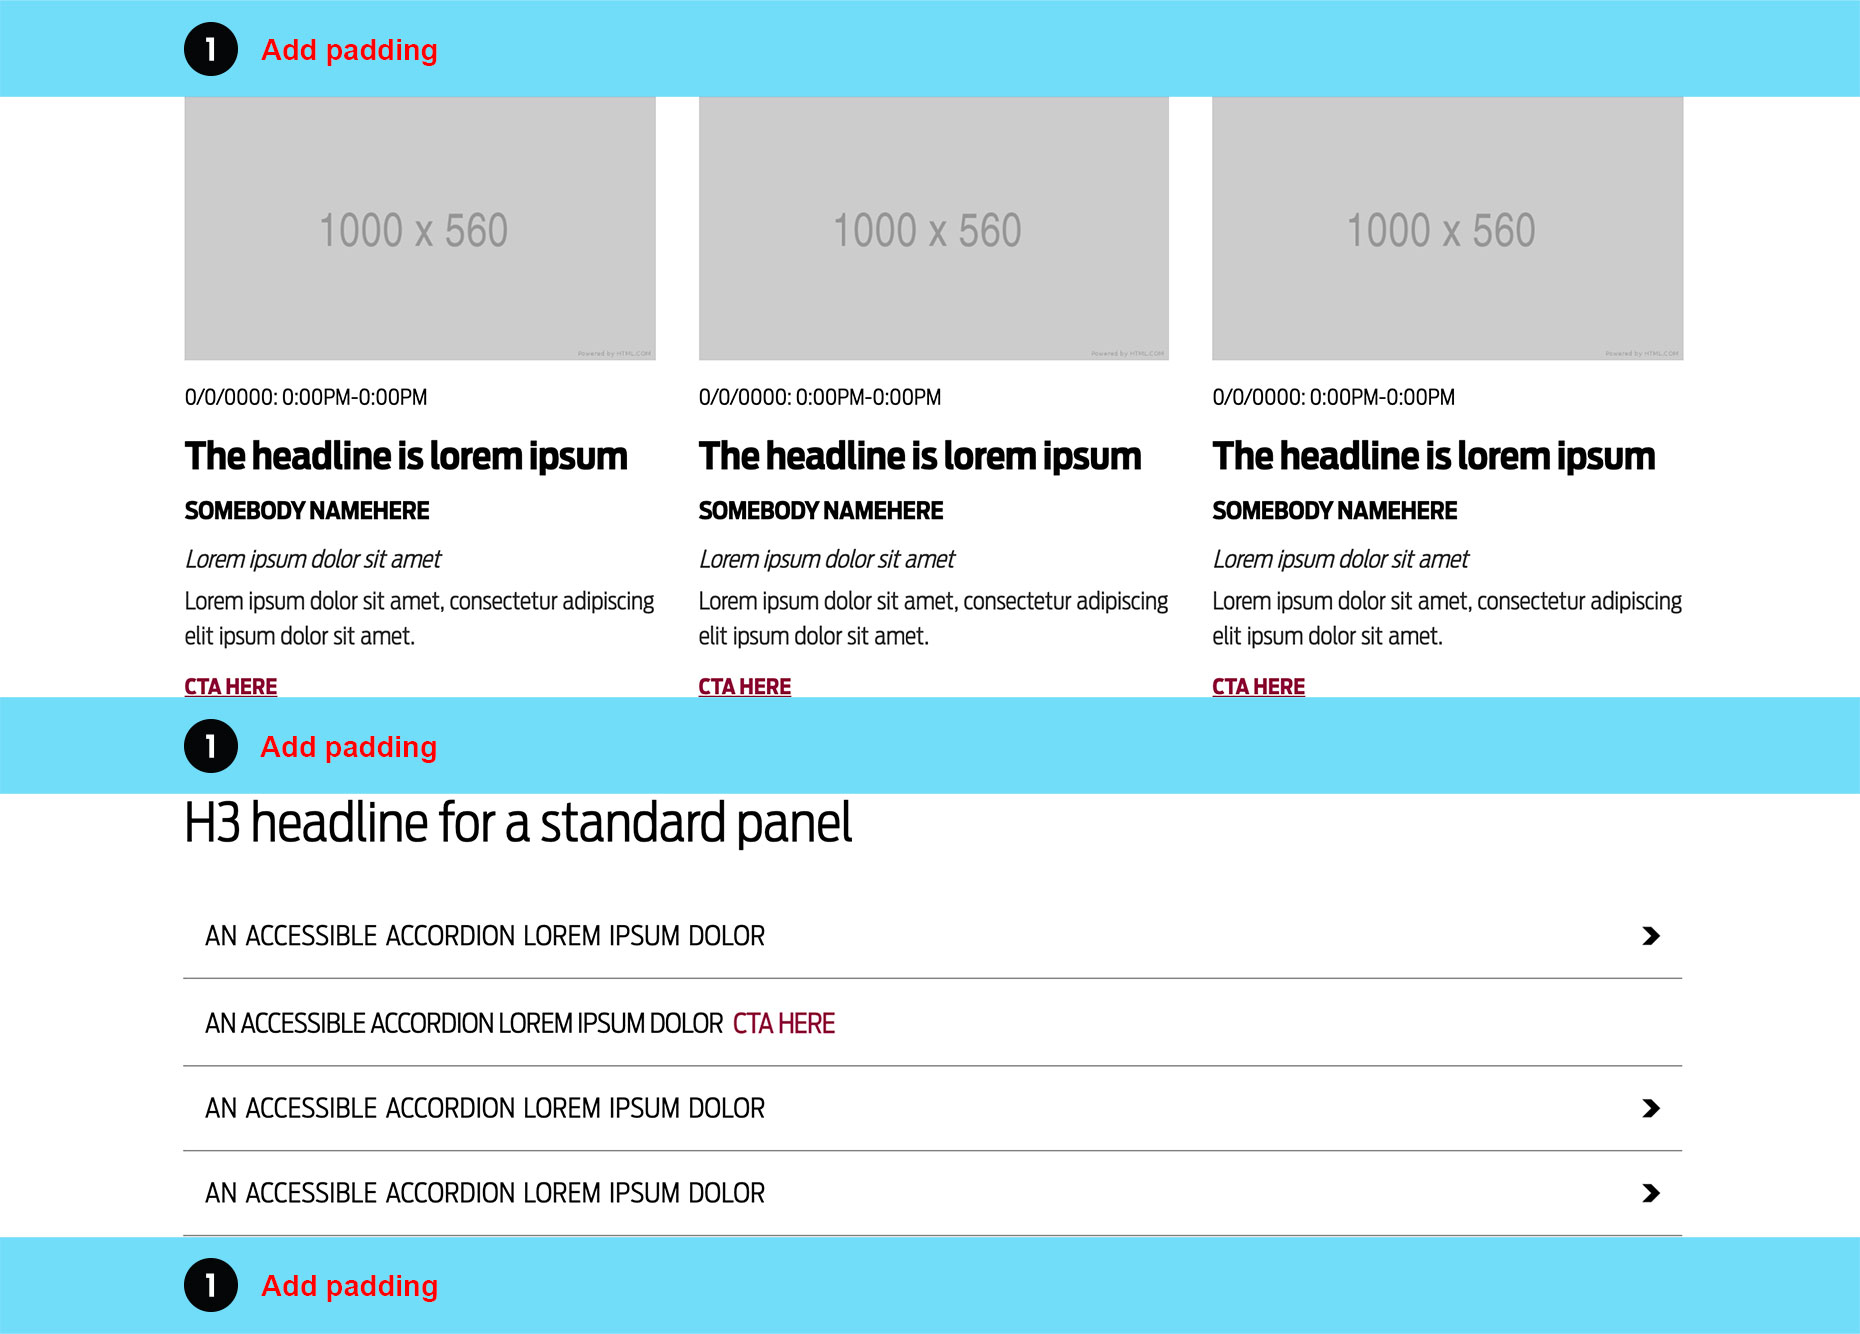 1 Add padding
1000 x 560 1000 x 560 1000 x 560
Powered by HTML.COM Powered by HTML.COM Powered by HTML.COM
0/0/0000: 0:00PM-0:00PM 0/0/0000: 0:00PM-0:00PM 0/0/0000: 0:00PM-0:00PM
The headline is lorem ipsum The headline is lorem ipsum The headline is lorem ipsum
SOMEBODY NAMEHERE SOMEBODY NAMEHERE SOMEBODY NAMEHERE
Lorem ipsum dolor sit amet Lorem ipsum dolor sit amet Lorem ipsum dolor sit amet
Lorem ipsum dolor sit amet, consectetur adipiscing Lorem ipsum dolor sit amet, consectetur adipiscing Lorem ipsum dolor sit amet, consectetur adipiscing
elit ipsum dolor sit amet. elit ipsum dolor sit amet. elit ipsum dolor sit amet.
CTA HERE CTA HERE CTA HERE
1 Add padding
H3 headline for a standard panel
AN ACCESSIBLE ACCORDION LOREM IPSUM DOLOR
AN ACCESSIBLE ACCORDION LOREM IPSUM DOLOR CTA HERE
AN ACCESSIBLE ACCORDION LOREM IPSUM DOLOR
AN ACCESSIBLE ACCORDION LOREM IPSUM DOLOR
1 Add padding